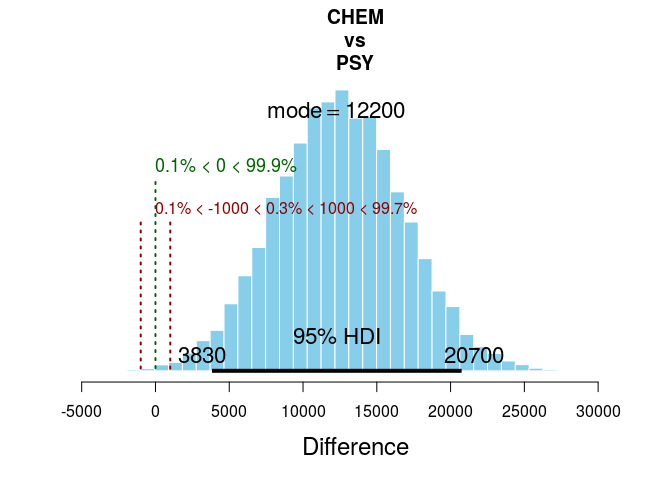 CHEM
vs
PSY
mode = 12200
0.1% < 0 < 99.9%
0.1% < -1000 < 0.3% < 1000 < 99.7%
95% HDI
3830 20700
-5000 0 5000 10000 15000 20000 25000 30000
Difference